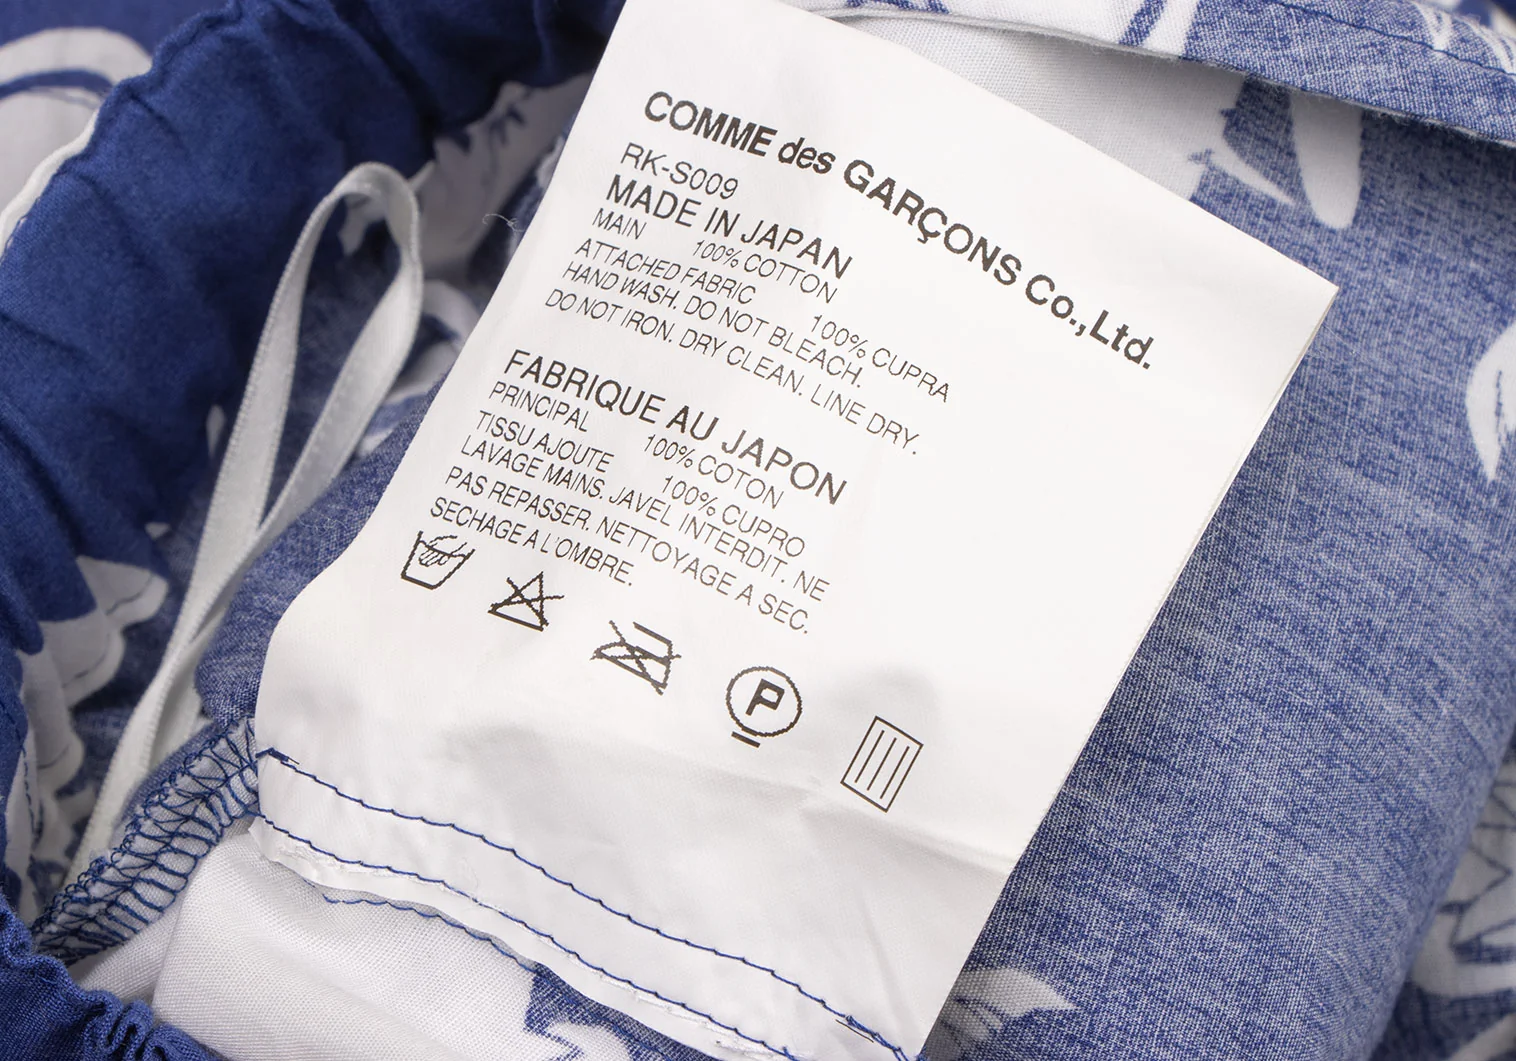 COMME des GARÇONS Co.,Ltd.
RK-S009
MADE IN JAPAN
MAIN 100% COTTON
ATTACHED FABRIC 100% CUPRA
HAND WASH. DO NOT BLEACH.
DO NOT IRON. DRY CLEAN. LINE DRY.
FABRIQUE AU JAPON
PRINCIPAL 100% COTON
TISSU AJOUTE 100% CUPRO
LAVAGE MAINS. JAVEL INTERDIT. NE
PAS REPASSER. NETTOYAGE A SEC.
SECHAGE A L'OMBRE.
P